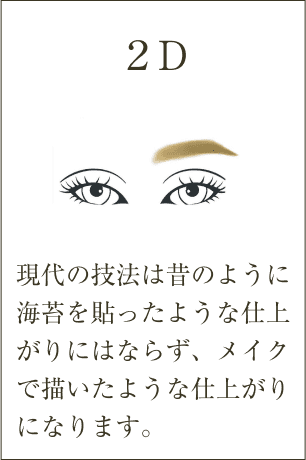 ２Ｄ
現代の技法は昔のように
海苔を貼ったような仕上
がりにはならず、メイク
で描いたような仕上がり
になります。